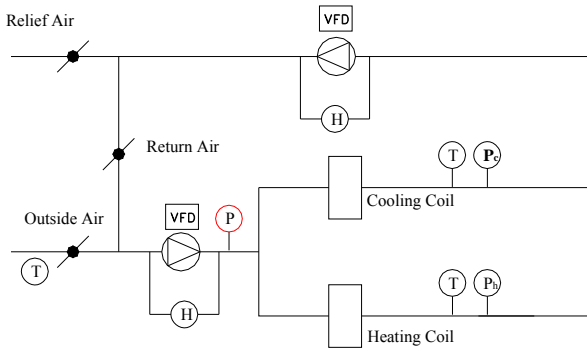 Relief Air
VFD
H
Return Air
T
Pc
Cooling Coil
Outside Air
VFD
P
T
H
T
Ph
Heating Coil